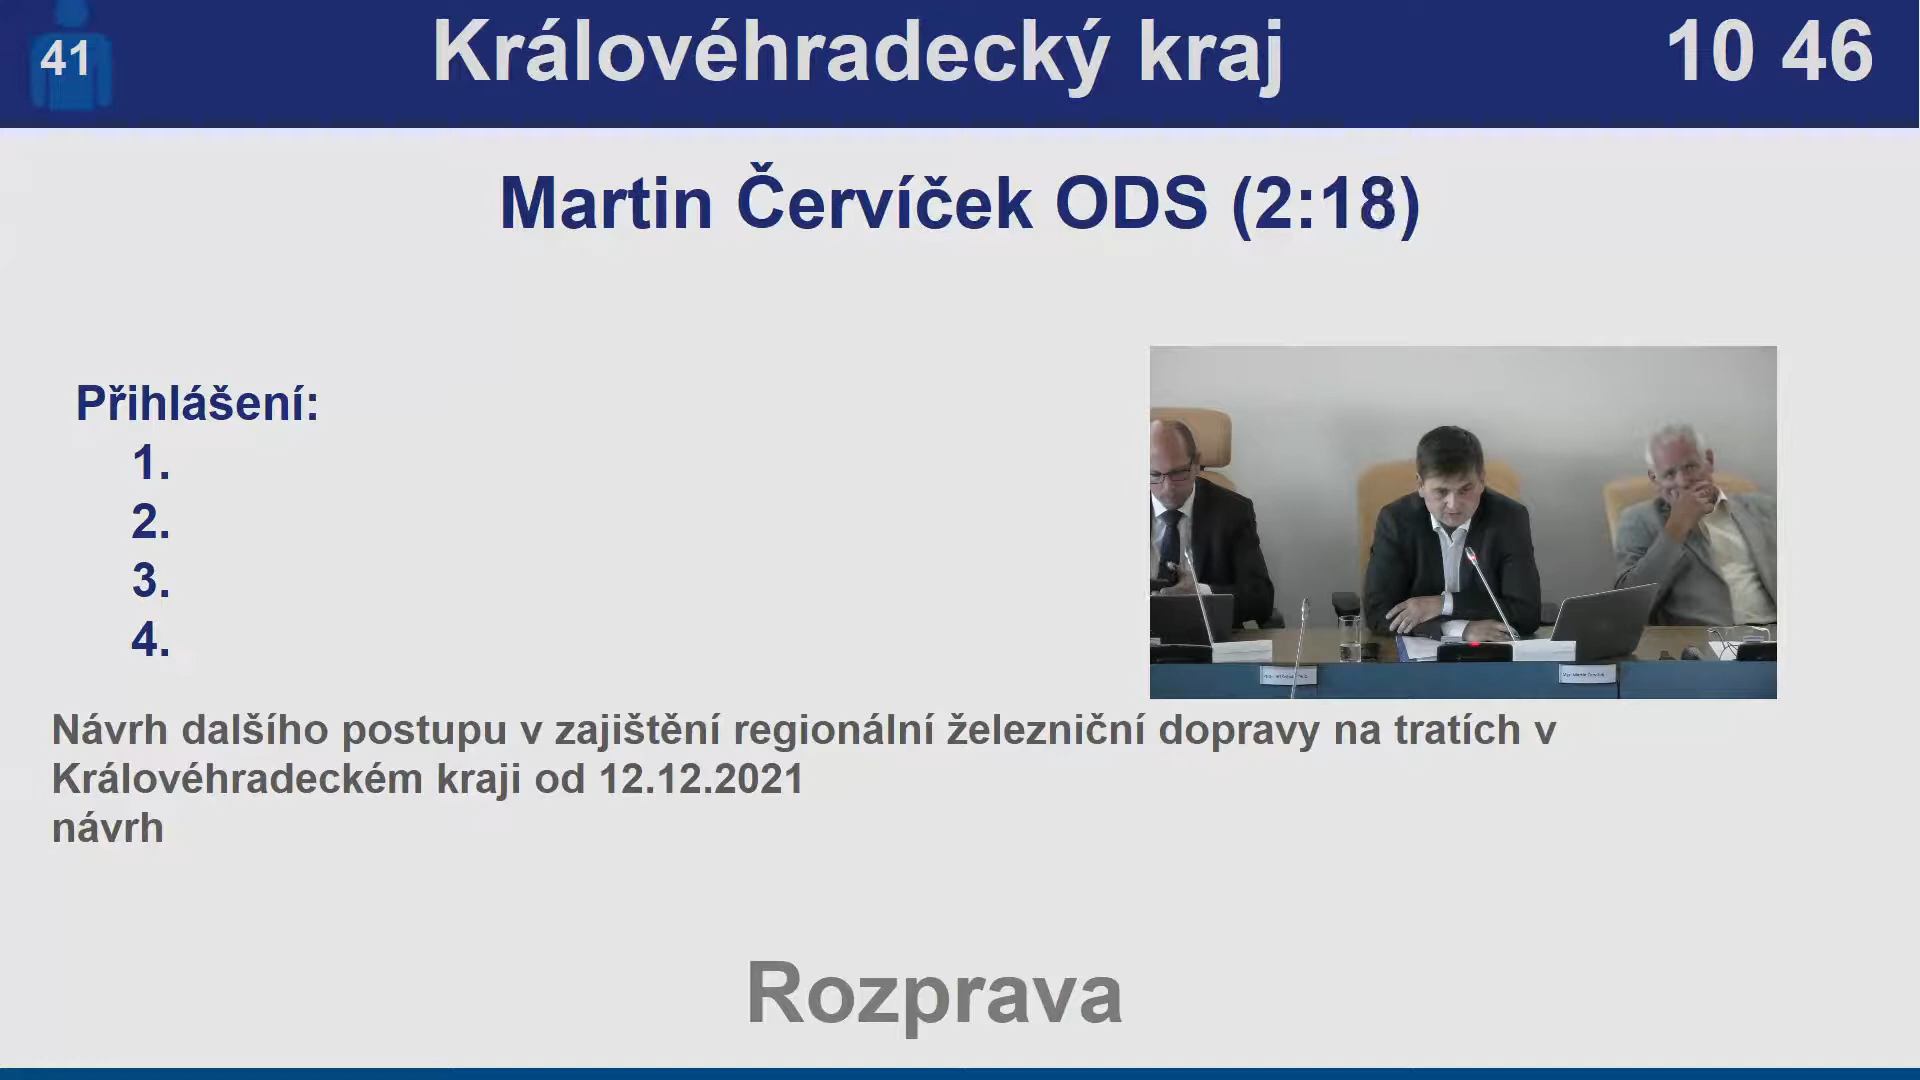 41
Královéhradecký kraj
10 46
Martin Červíček ODS (2:18)
Přihlášení:
1.
2.
3.
4.
Návrh dalšího postupu v zajištění regionální železniční dopravy na tratích v
Královéhradeckém kraji od 12.12.2021
návrh
Rozprava